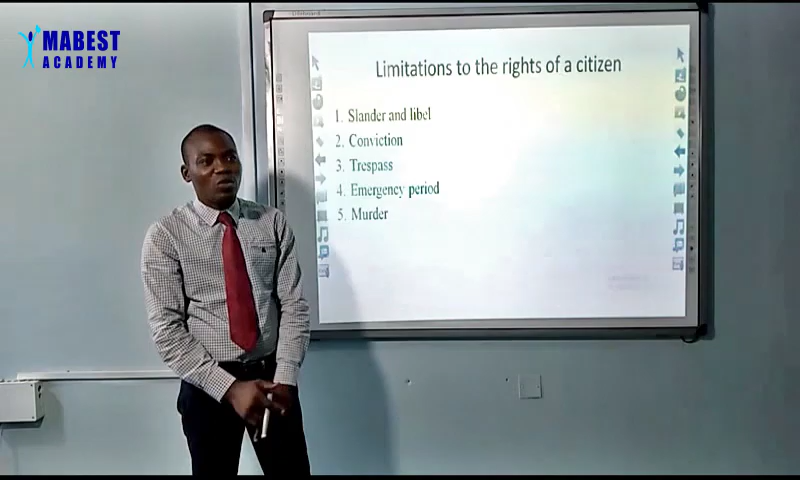 MABEST
ACADEMY
Limitations to the rights of a citizen
1. Slander and libel
2. Conviction
3. Trespass
4. Emergency period
5. Murder